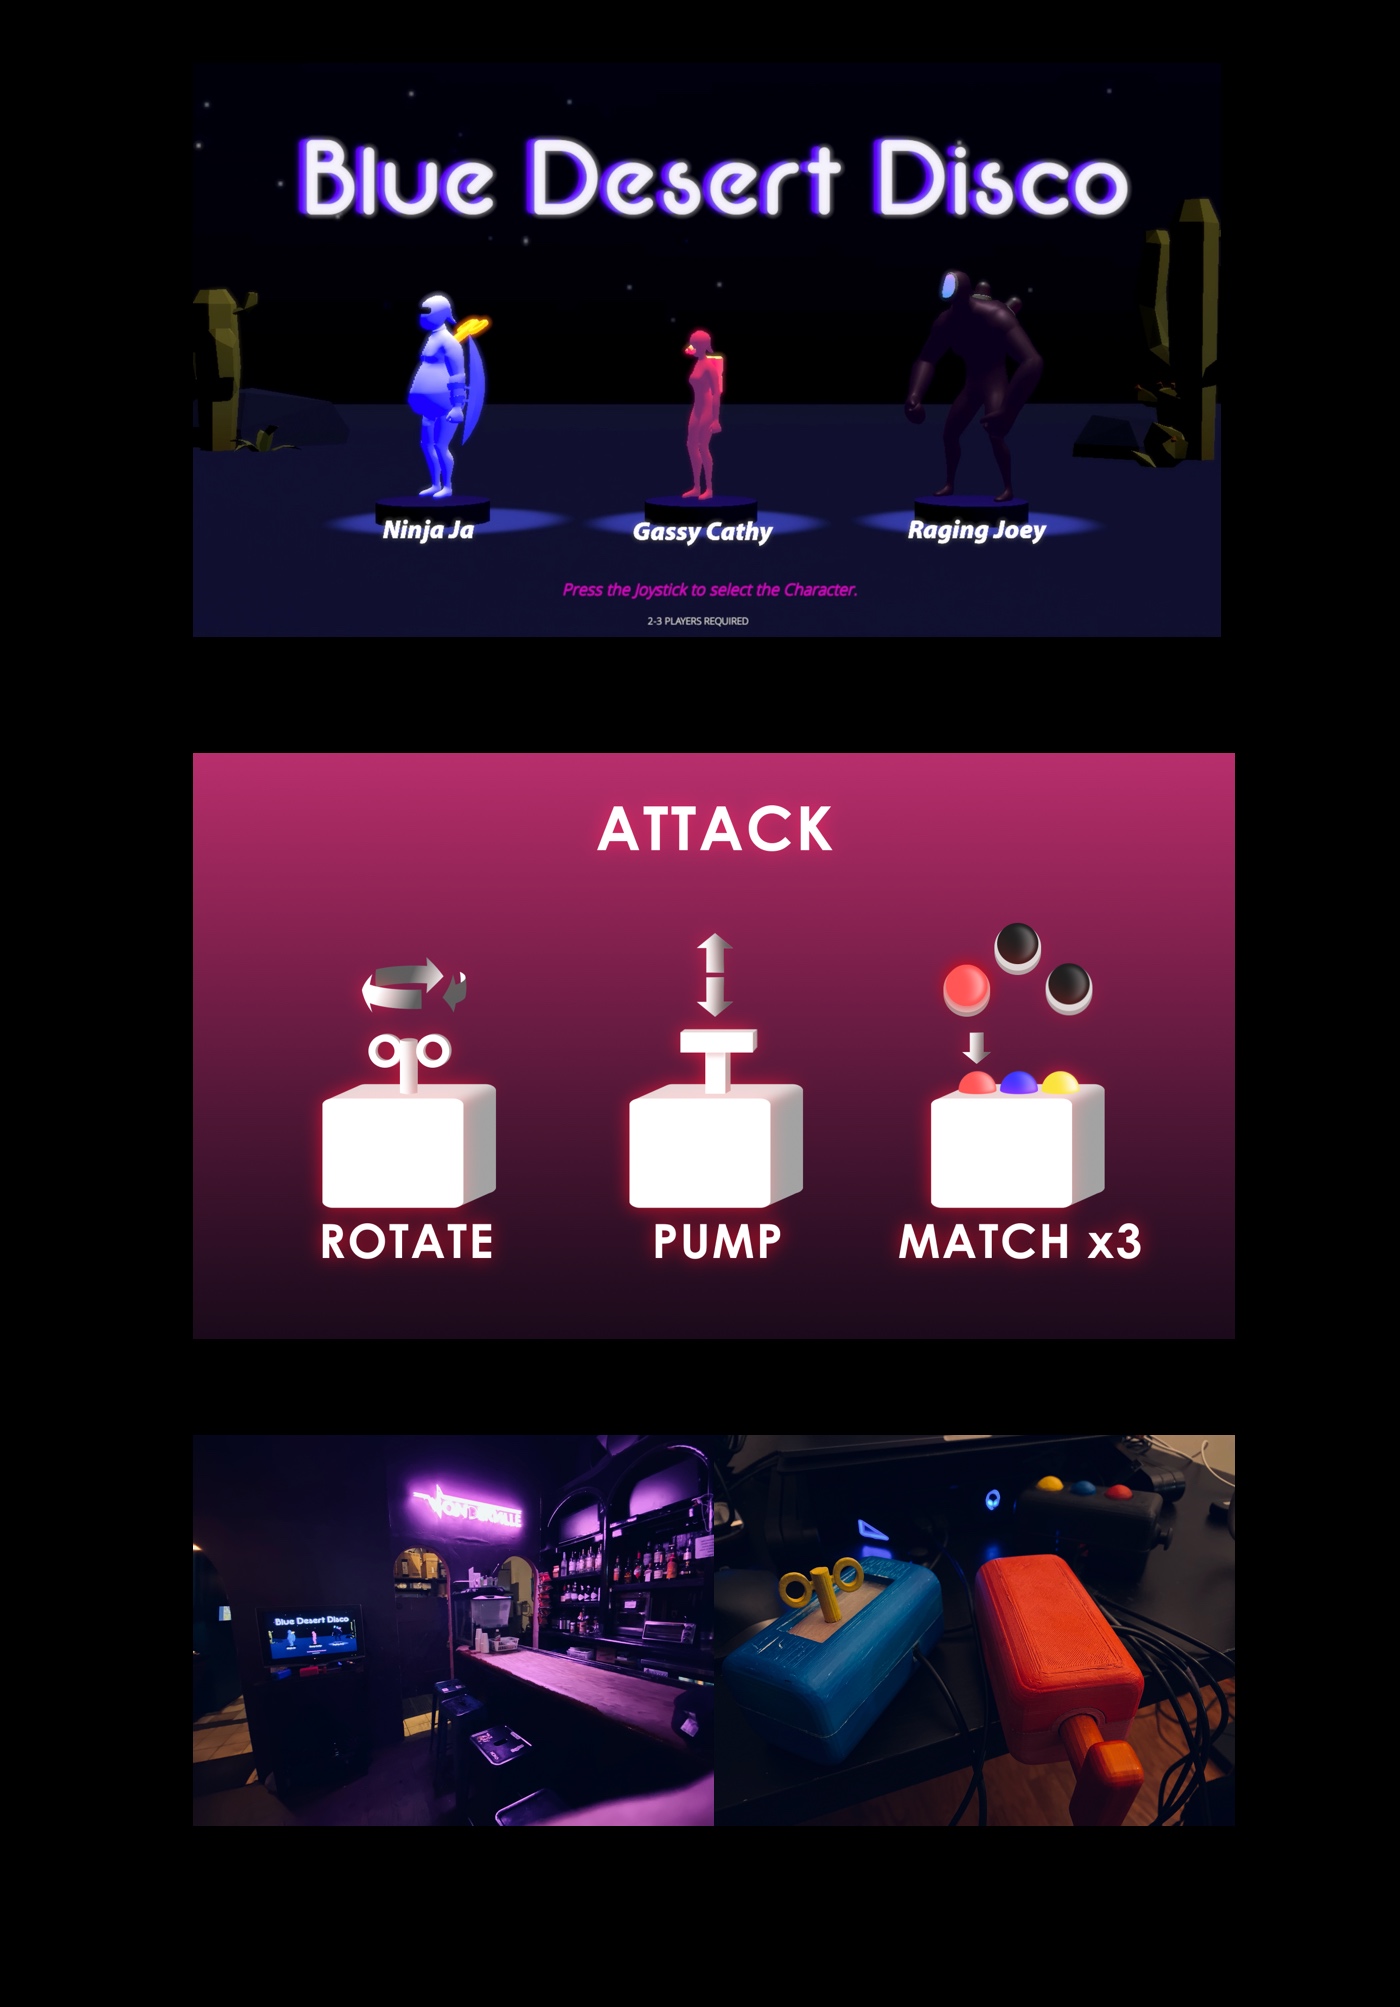 Blue Desert Disco
Ninja Ja
Gassy Cathy
Raging Joey
Press the Joystick to select the Character.
2-3 PLAYERS REQUIRED
ATTACK
ROTATE
PUMP
MATCH x3
WONDERVILLE
Blue Desert Disco